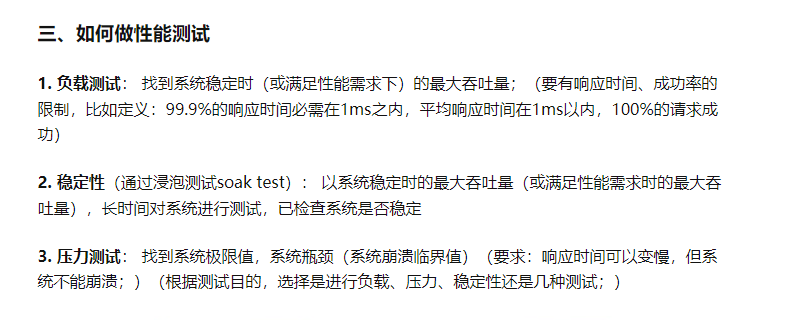 三、如何做性能测试
1. 负载测试： 找到系统稳定时（或满足性能需求下）的最大吞吐量；（要有响应时间、成功率的
限制，比如定义：99.9%的响应时间必需在1ms之内，平均响应时间在1ms以内，100%的请求成
功）
2. 稳定性（通过浸泡测试soak test）： 以系统稳定时的最大吞吐量（或满足性能需求时的最大吞
吐量），长时间对系统进行测试，已检查系统是否稳定
3. 压力测试： 找到系统极限值，系统瓶颈（系统崩溃临界值）（要求：响应时间可以变慢，但系
统不能崩溃；）（根据测试目的，选择是进行负载、压力、稳定性还是几种测试；）